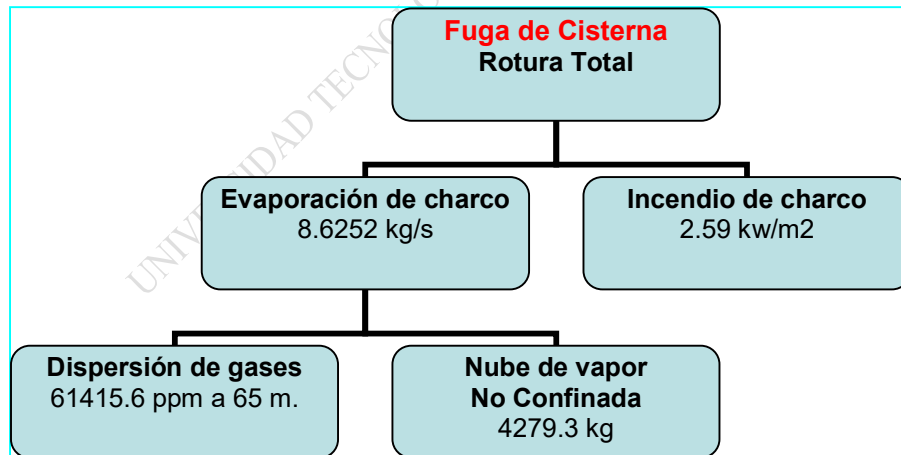 Fuga de Cisterna
Rotura Total
Evaporación de charco
8.6252 kg/s
Incendio de charco
2.59 kw/m2
Dispersión de gases
61415.6 ppm a 65 m.
Nube de vapor
No Confinada
4279.3 kg